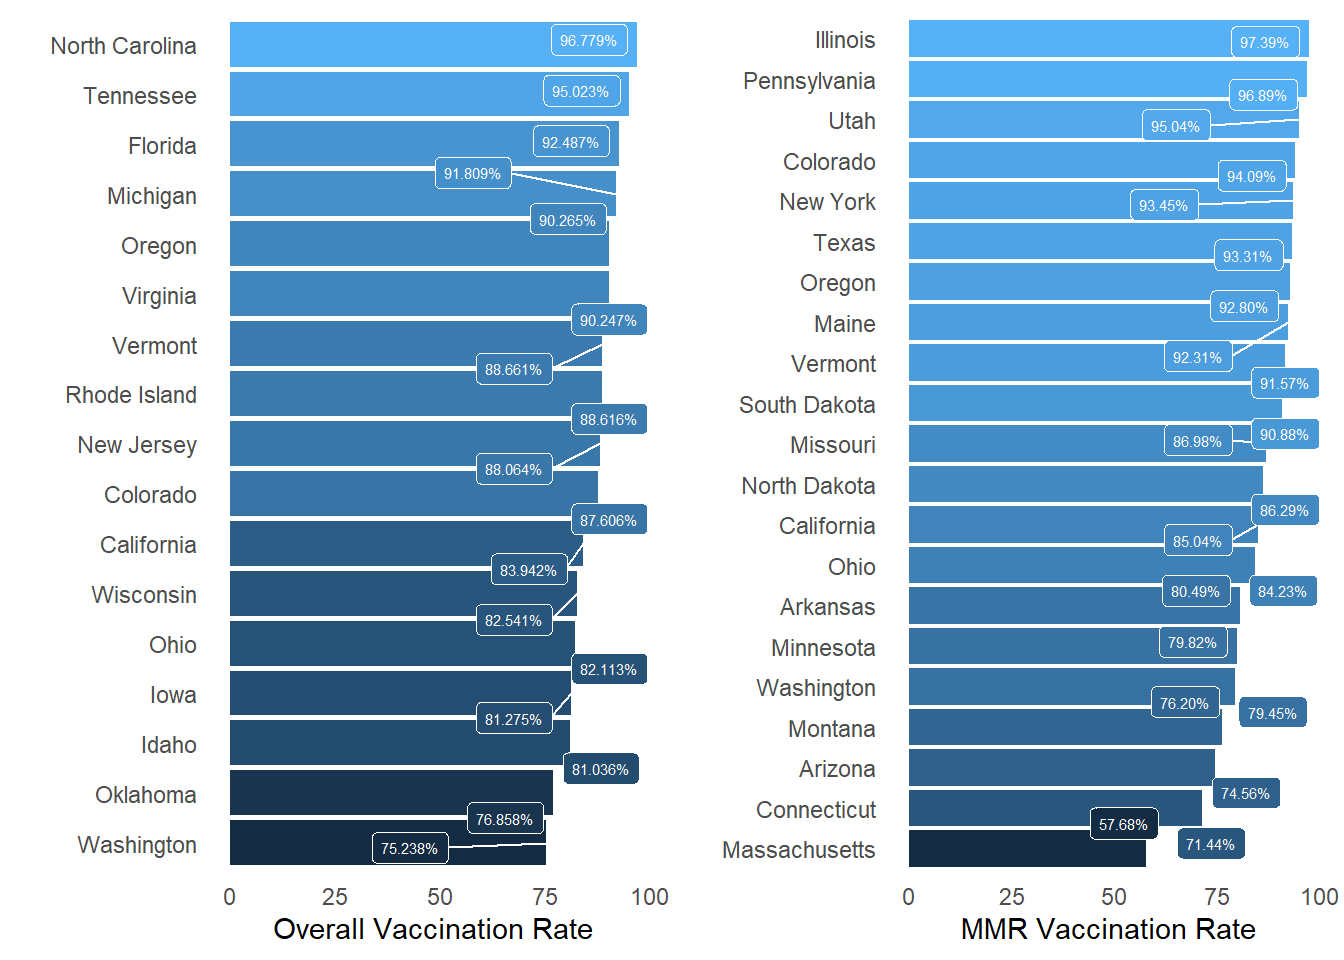 North Carolina
96.779%
Tennessee
95.023%
Florida
92.487%
91.809%
Michigan
90.265%
Oregon
Virginia
90.247%
Vermont
88.661%
Rhode Island
88.616%
New Jersey
88.064%
Colorado
87.606%
California
83.942%
Wisconsin
82.541%
Ohio
82.113%
Iowa
81.275%
Idaho
81.036%
Oklahoma
76.858%
Washington
75.238%
0 25 50 75 100
Overall Vaccination Rate
Illinois
97.39%
Pennsylvania
96.89%
Utah
95.04%
Colorado
94.09%
New York
93.45%
Texas
93.31%
Oregon
92.80%
Maine
92.31%
Vermont
91.57%
South Dakota
90.88%
Missouri
86.98%
North Dakota
86.29%
California
85.04%
Ohio
80.49% 84.23%
Arkansas
79.82%
Minnesota
Washington
76.20% 79.45%
Montana
Arizona
74.56%
Connecticut
57.68%
71.44%
Massachusetts
0 25 50 75 100
MMR Vaccination Rate